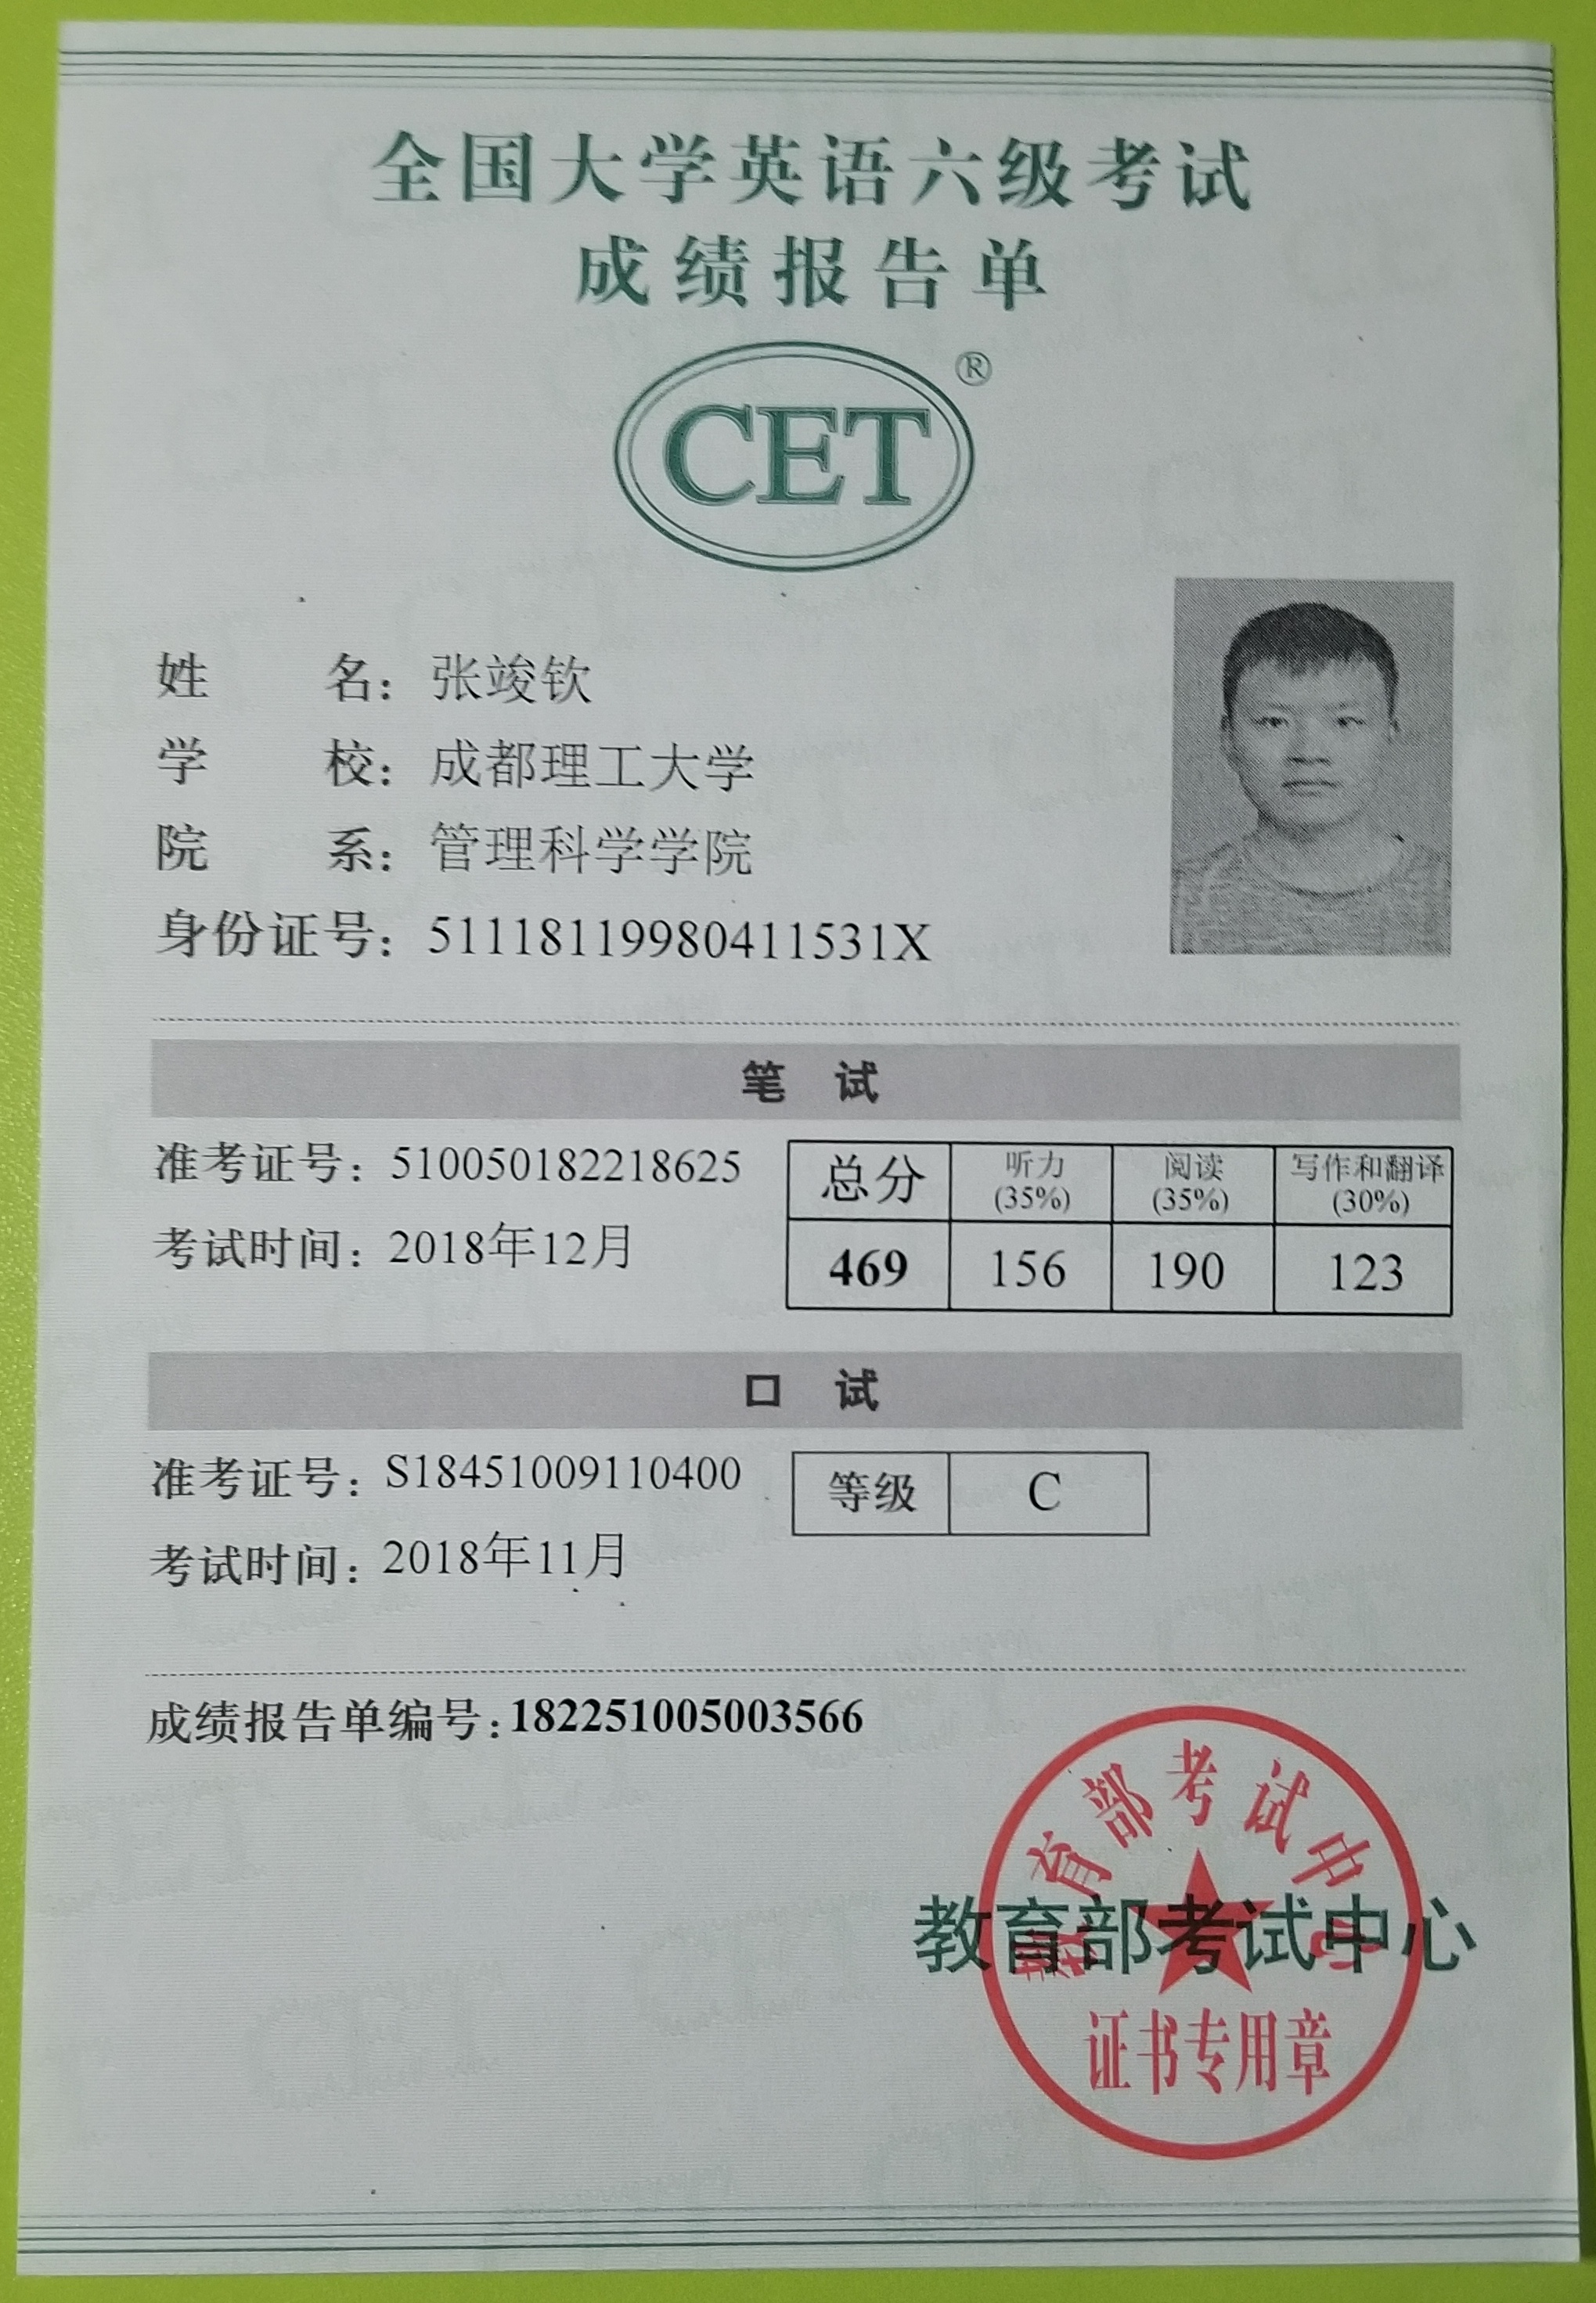 全国大学英语六级考试
成绩报告单
CET®
姓名：张竣钦
学校：成都理工大学
院系：管理科学学院
身份证号：51118119980411531X
笔 试
准考证号：510050182218625
考试时间：2018年12月
总分 听力(35%) 阅读(35%) 写作和翻译(30%)
469 156 190 123
口 试
准考证号：S18451009110400
考试时间：2018年11月
等级 C
成绩报告单编号：182251005003566
教育部考试中心
教育部考试中心
证书专用章